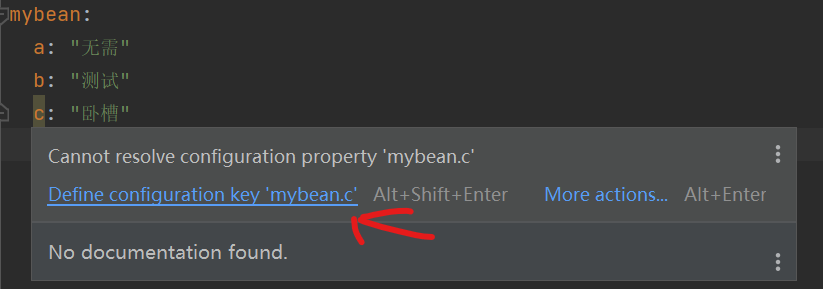 mybean:
a: "无需"
b: "测试"
c: "卧槽"
Cannot resolve configuration property 'mybean.c'
Define configuration key 'mybean.c' Alt+Shift+Enter More actions... Alt+Enter
No documentation found.